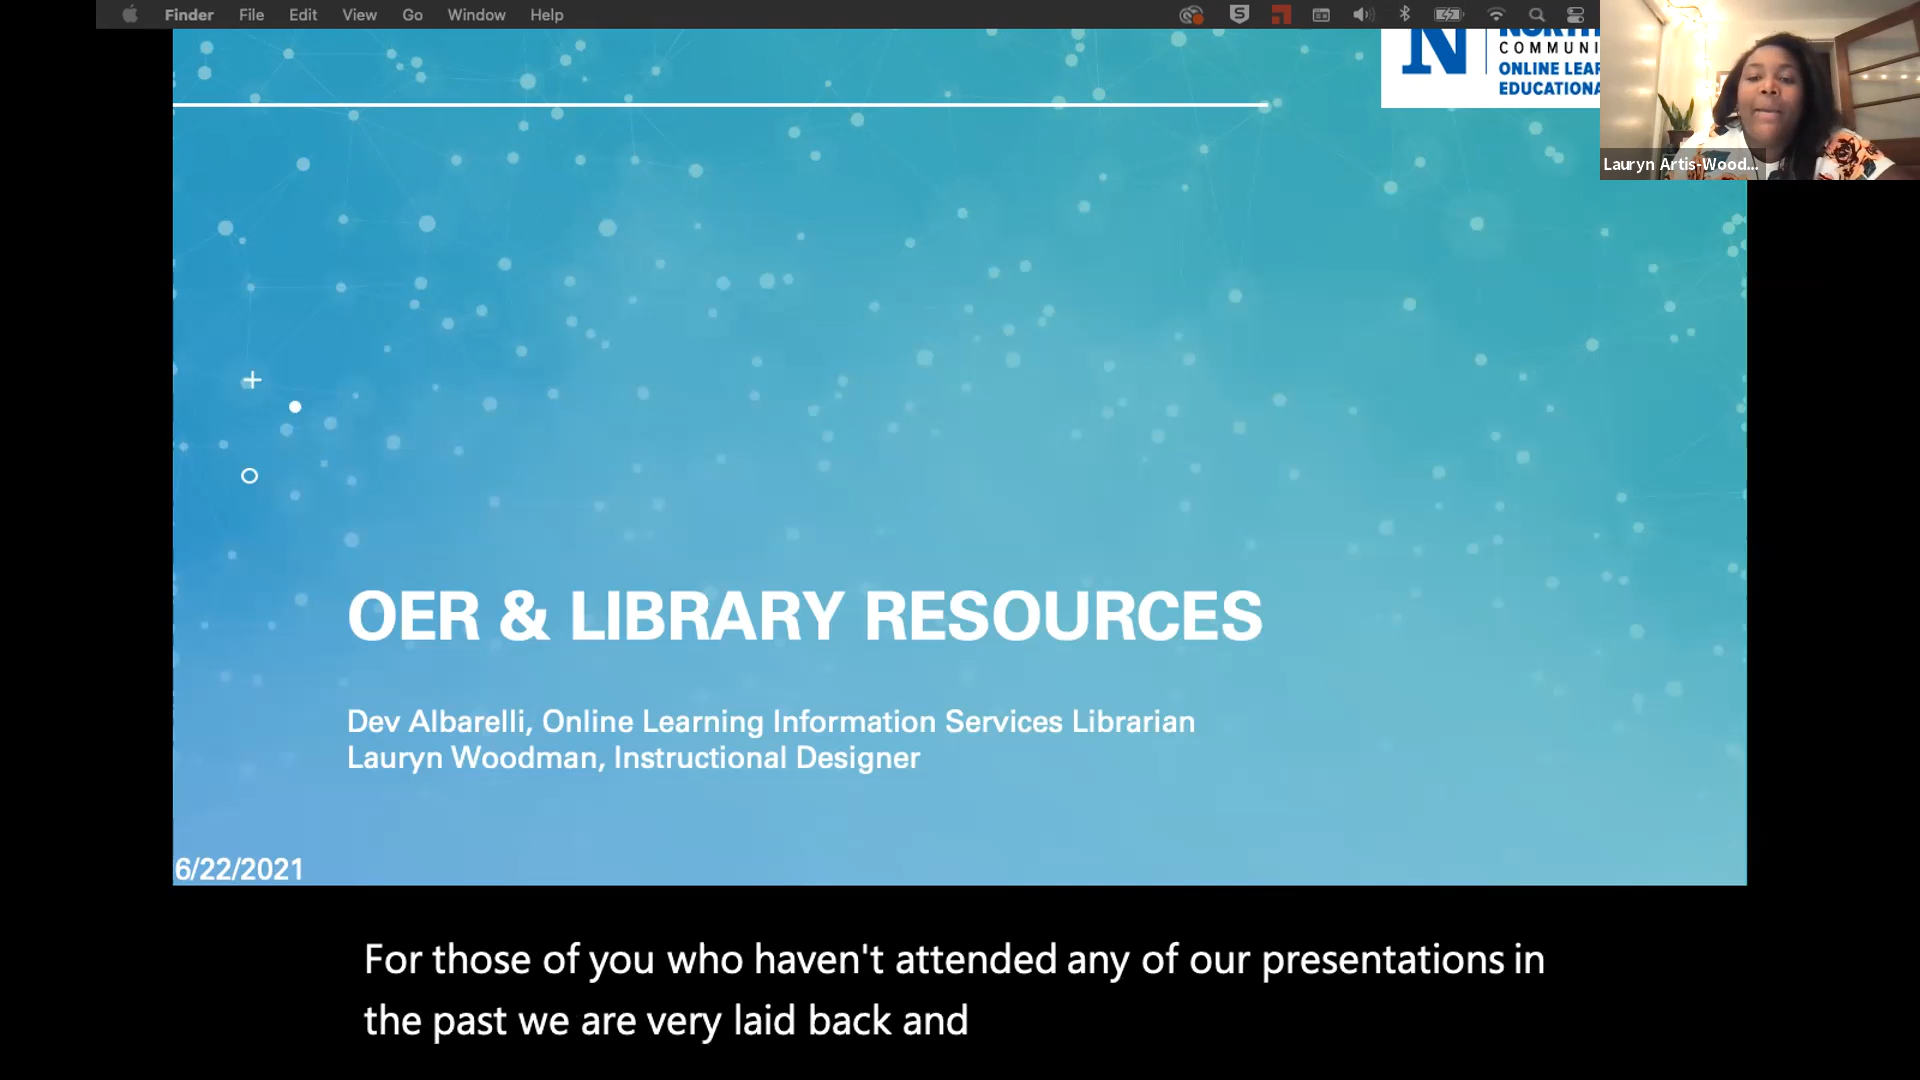 Finder File Edit View Go Window Help
N
COMMUNI
ONLINE LEAR
EDUCATIONA
Lauryn Artis-Wood...
OER & LIBRARY RESOURCES
Dev Albarelli, Online Learning Information Services Librarian
Lauryn Woodman, Instructional Designer
6/22/2021
For those of you who haven't attended any of our presentations in
the past we are very laid back and